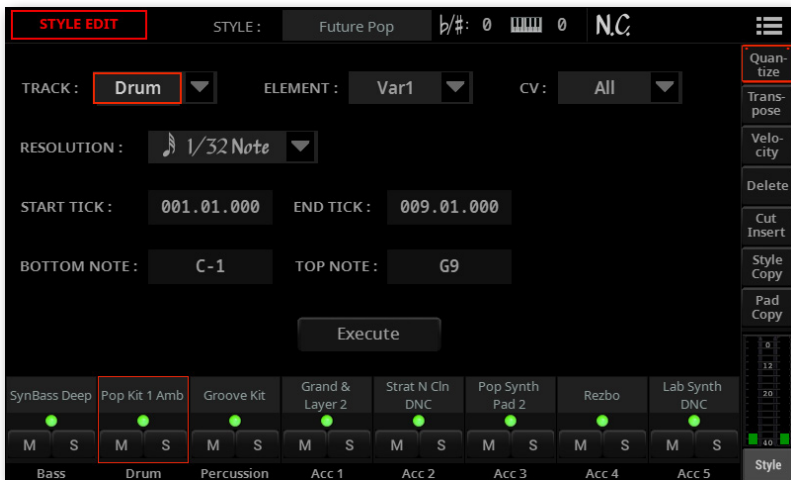 STYLE EDIT STYLE : Future Pop ♭/#: 0 0 N.C.
TRACK : Drum ELEMENT : Var1 CV : All
RESOLUTION : 1/32 Note
START TICK : 001.01.000 END TICK : 009.01.000
BOTTOM NOTE : C-1 TOP NOTE : G9
Execute
Quan-
tize
Trans-
pose
Velo-
city
Delete
Cut
Insert
Style
Copy
Pad
Copy
0
12
20
40
Style
SynBass Deep Pop Kit 1 Amb Groove Kit Grand & Strat N Cln Pop Synth Rezbo Lab Synth
Layer 2 DNC Pad 2 DNC
M S M S M S M S M S M S M S M S
Bass Drum Percussion Acc 1 Acc 2 Acc 3 Acc 4 Acc 5